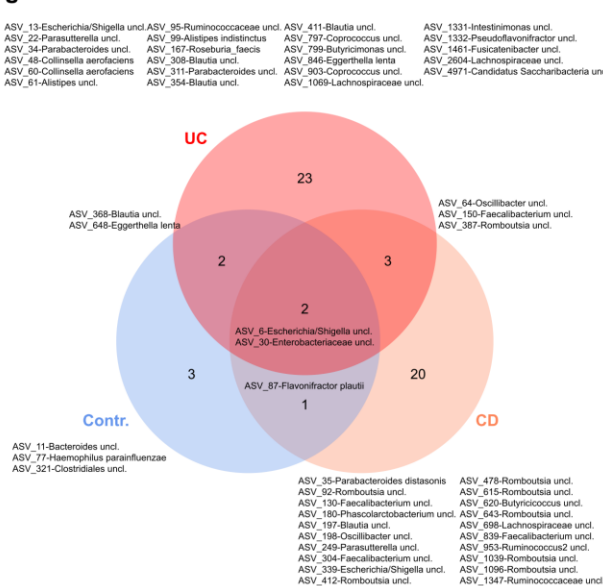 ASV_13-Escherichia/Shigella uncl.
ASV_22-Parasutterella uncl.
ASV_34-Parabacteroides uncl.
ASV_48-Collinsella aerofaciens
ASV_60-Collinsella aerofaciens
ASV_61-Alistipes uncl.
ASV_95-Ruminococcaceae uncl.
ASV_99-Alistipes indistinctus
ASV_167-Roseburia_faecis
ASV_308-Blautia uncl.
ASV_311-Parabacteroides uncl.
ASV_354-Blautia uncl.
ASV_411-Blautia uncl.
ASV_797-Coprococcus uncl.
ASV_799-Butyricimonas uncl.
ASV_846-Eggerthella lenta
ASV_903-Coprococcus uncl.
ASV_1069-Lachnospiraceae uncl.
ASV_1331-Intestinimonas uncl.
ASV_1332-Pseudoflavonifractor uncl.
ASV_1461-Fusicatenibacter uncl.
ASV_2604-Lachnospiraceae uncl.
ASV_4971-Candidatus Saccharibacteria un
UC
23
ASV_368-Blautia uncl.
ASV_648-Eggerthella lenta
ASV_64-Oscillibacter uncl.
ASV_150-Faecalibacterium uncl.
ASV_387-Romboutsia uncl.
2
3
2
ASV_6-Escherichia/Shigella uncl.
ASV_30-Enterobacteriaceae uncl.
3
ASV_87-Flavonifractor plautii
20
1
Contr.
CD
ASV_11-Bacteroides uncl.
ASV_77-Haemophilus parainfluenzae
ASV_321-Clostridiales uncl.
ASV_35-Parabacteroides distasonis
ASV_92-Romboutsia uncl.
ASV_130-Faecalibacterium uncl.
ASV_180-Phascolarctobacterium uncl.
ASV_197-Blautia uncl.
ASV_198-Oscillibacter uncl.
ASV_249-Parasutterella uncl.
ASV_304-Faecalibacterium uncl.
ASV_339-Escherichia/Shigella uncl.
ASV_412-Romboutsia uncl.
ASV_478-Romboutsia uncl.
ASV_615-Romboutsia uncl.
ASV_620-Butyricicoccus uncl.
ASV_643-Romboutsia uncl.
ASV_698-Lachnospiraceae uncl.
ASV_839-Faecalibacterium uncl.
ASV_953-Ruminococcus2 uncl.
ASV_1039-Romboutsia uncl.
ASV_1096-Romboutsia uncl.
ASV_1347-Ruminococcaceae uncl